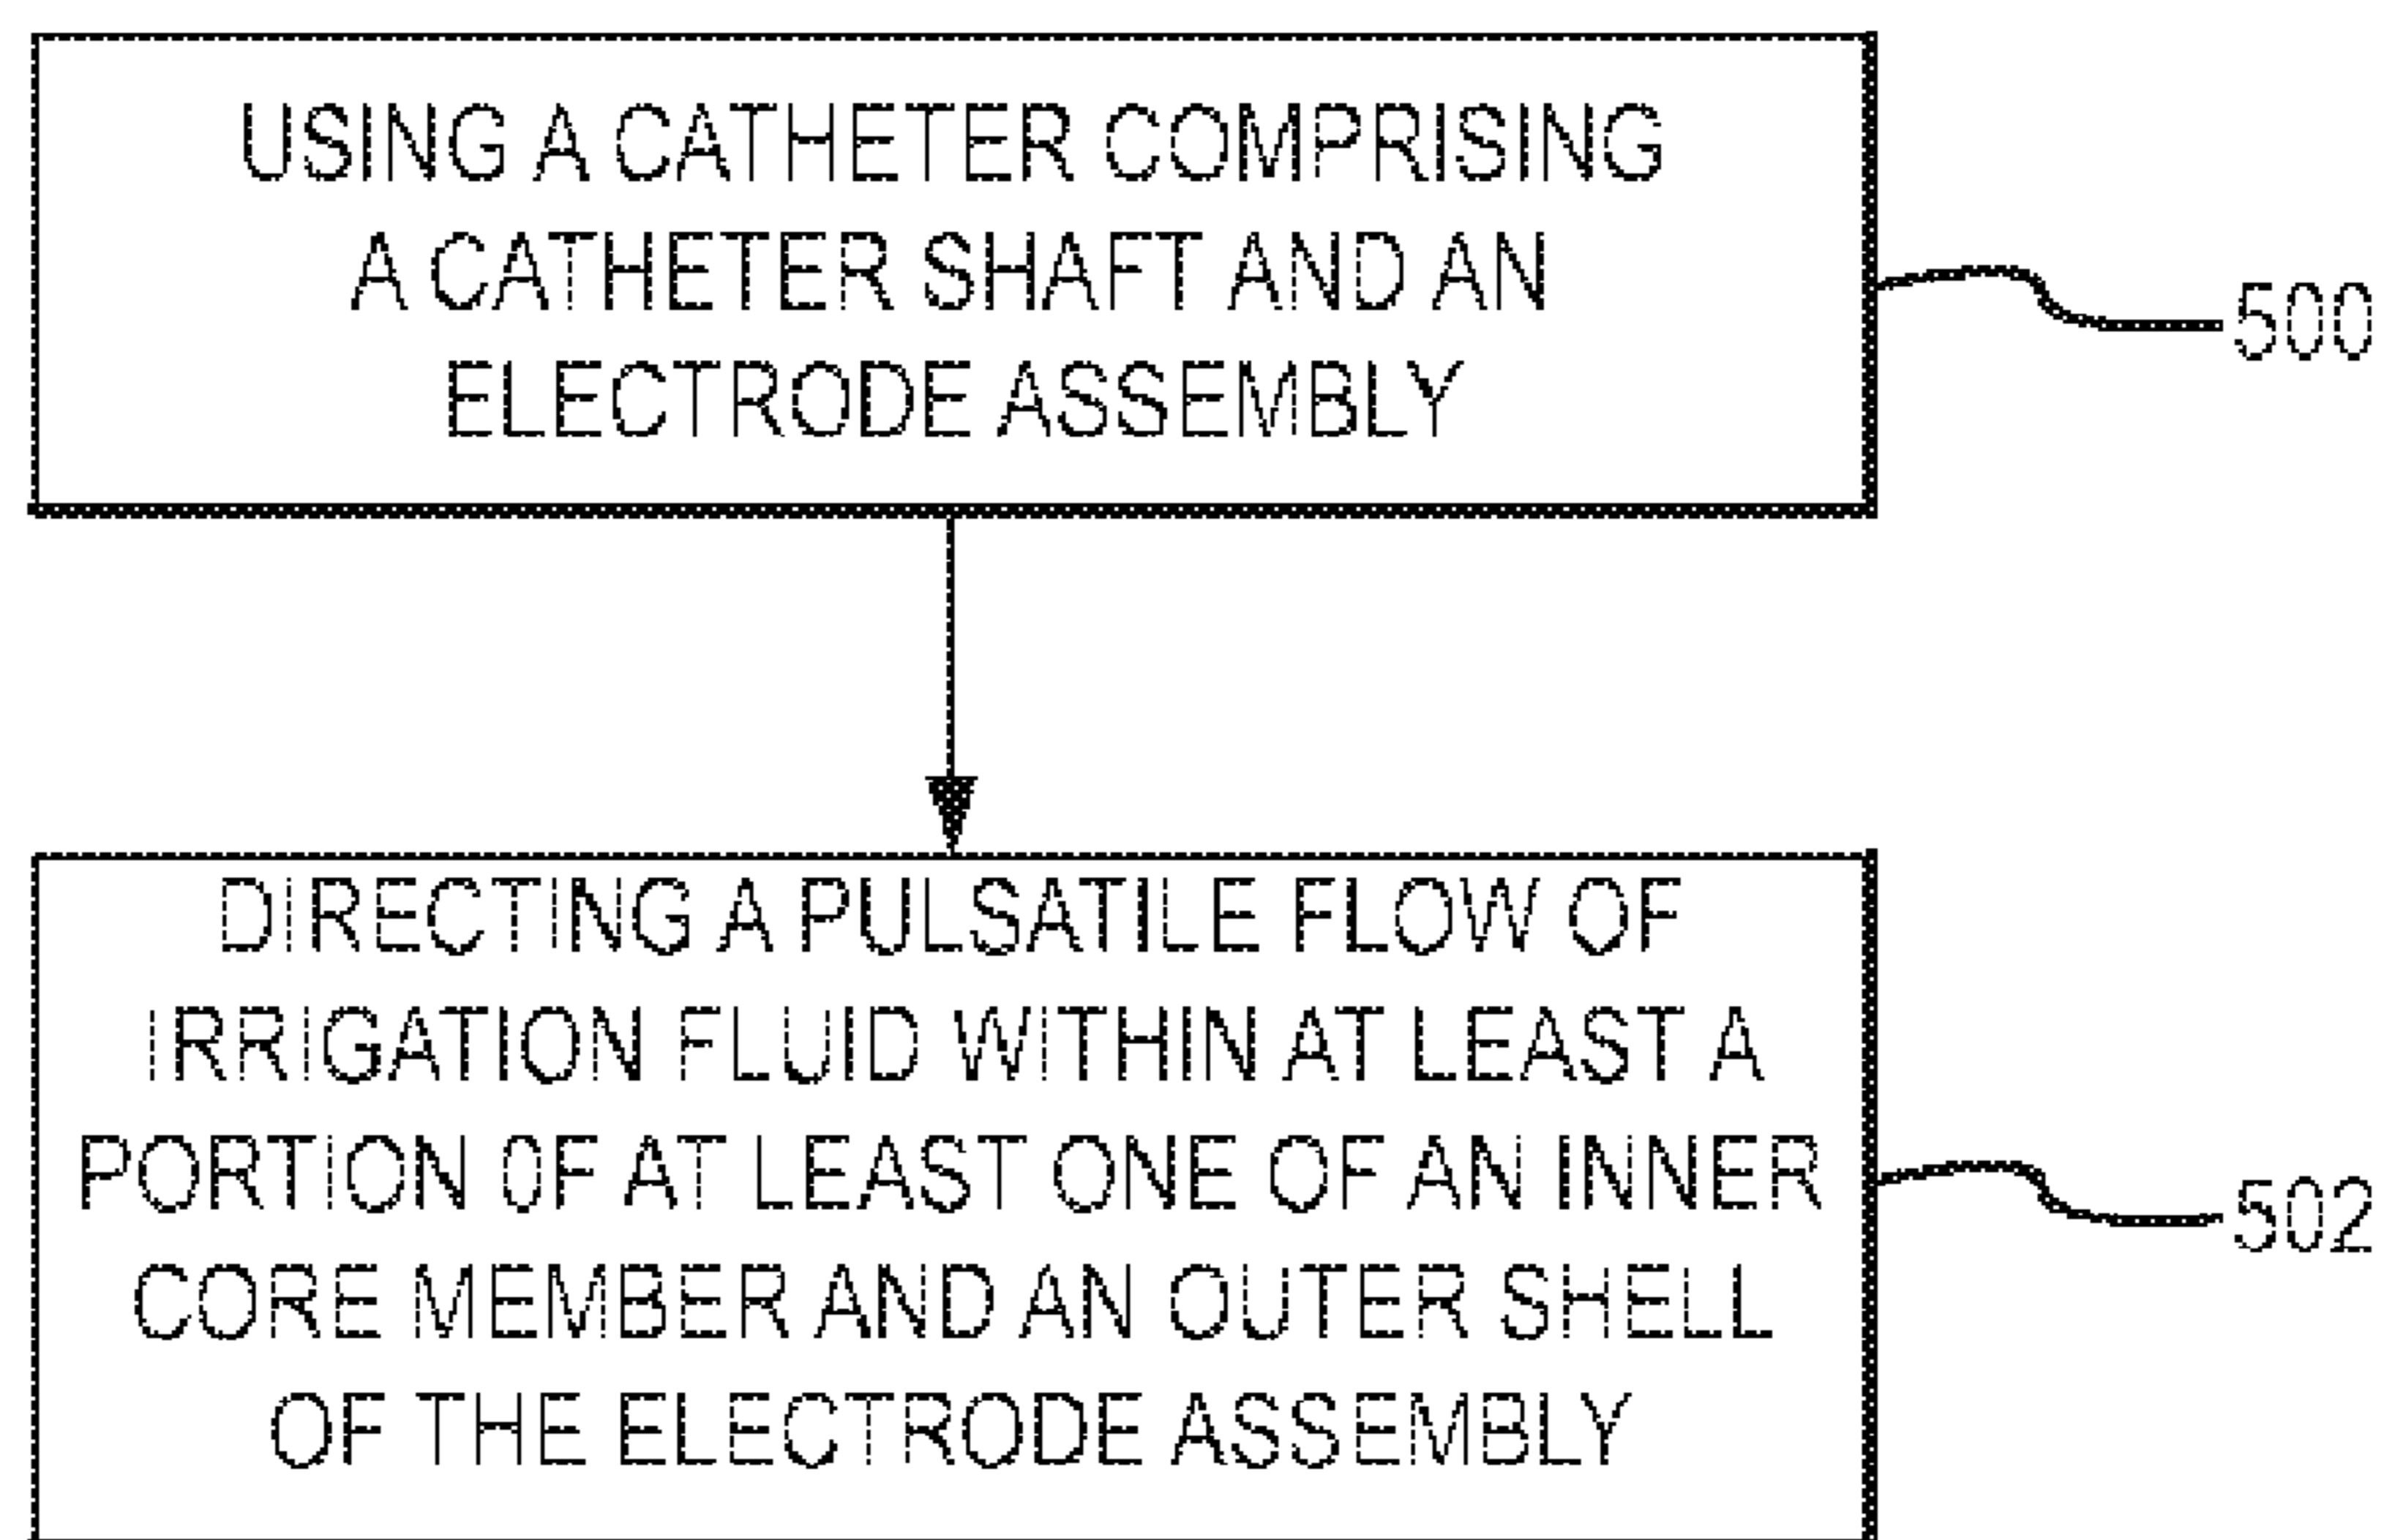 USING A CATHETER COMPRISING
A CATHETER SHAFT AND AN
ELECTRODE ASSEMBLY
500
DIRECTING A PULSATILE FLOW OF
IRRIGATION FLUID WITHIN AT LEAST A
PORTION 0F AT LEAST ONE OF AN INNER
CORE MEMBER AND AN OUTER SHELL
OF THE ELECTRODE ASSEMBLY
502